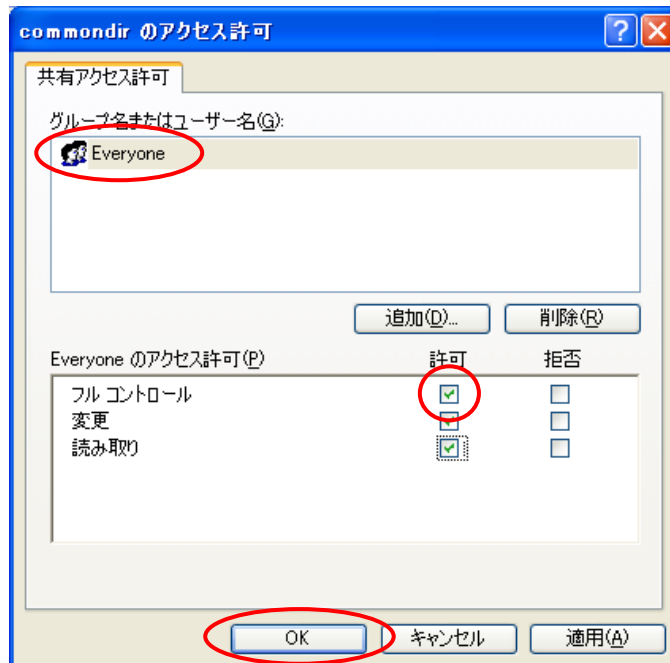 commondir のアクセス許可
共有アクセス許可
グループ名またはユーザー名(G):
Everyone
追加(D)... 削除(R)
Everyone のアクセス許可(P) 許可 拒否
フル コントロール
変更
読み取り
OK キャンセル 適用(A)